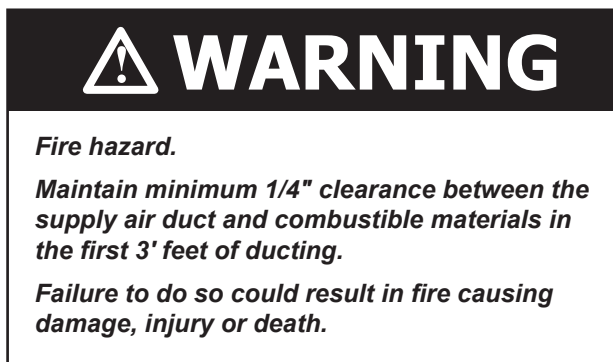 WARNING
Fire hazard.
Maintain minimum 1/4" clearance between the
supply air duct and combustible materials in
the first 3' feet of ducting.
Failure to do so could result in fire causing
damage, injury or death.